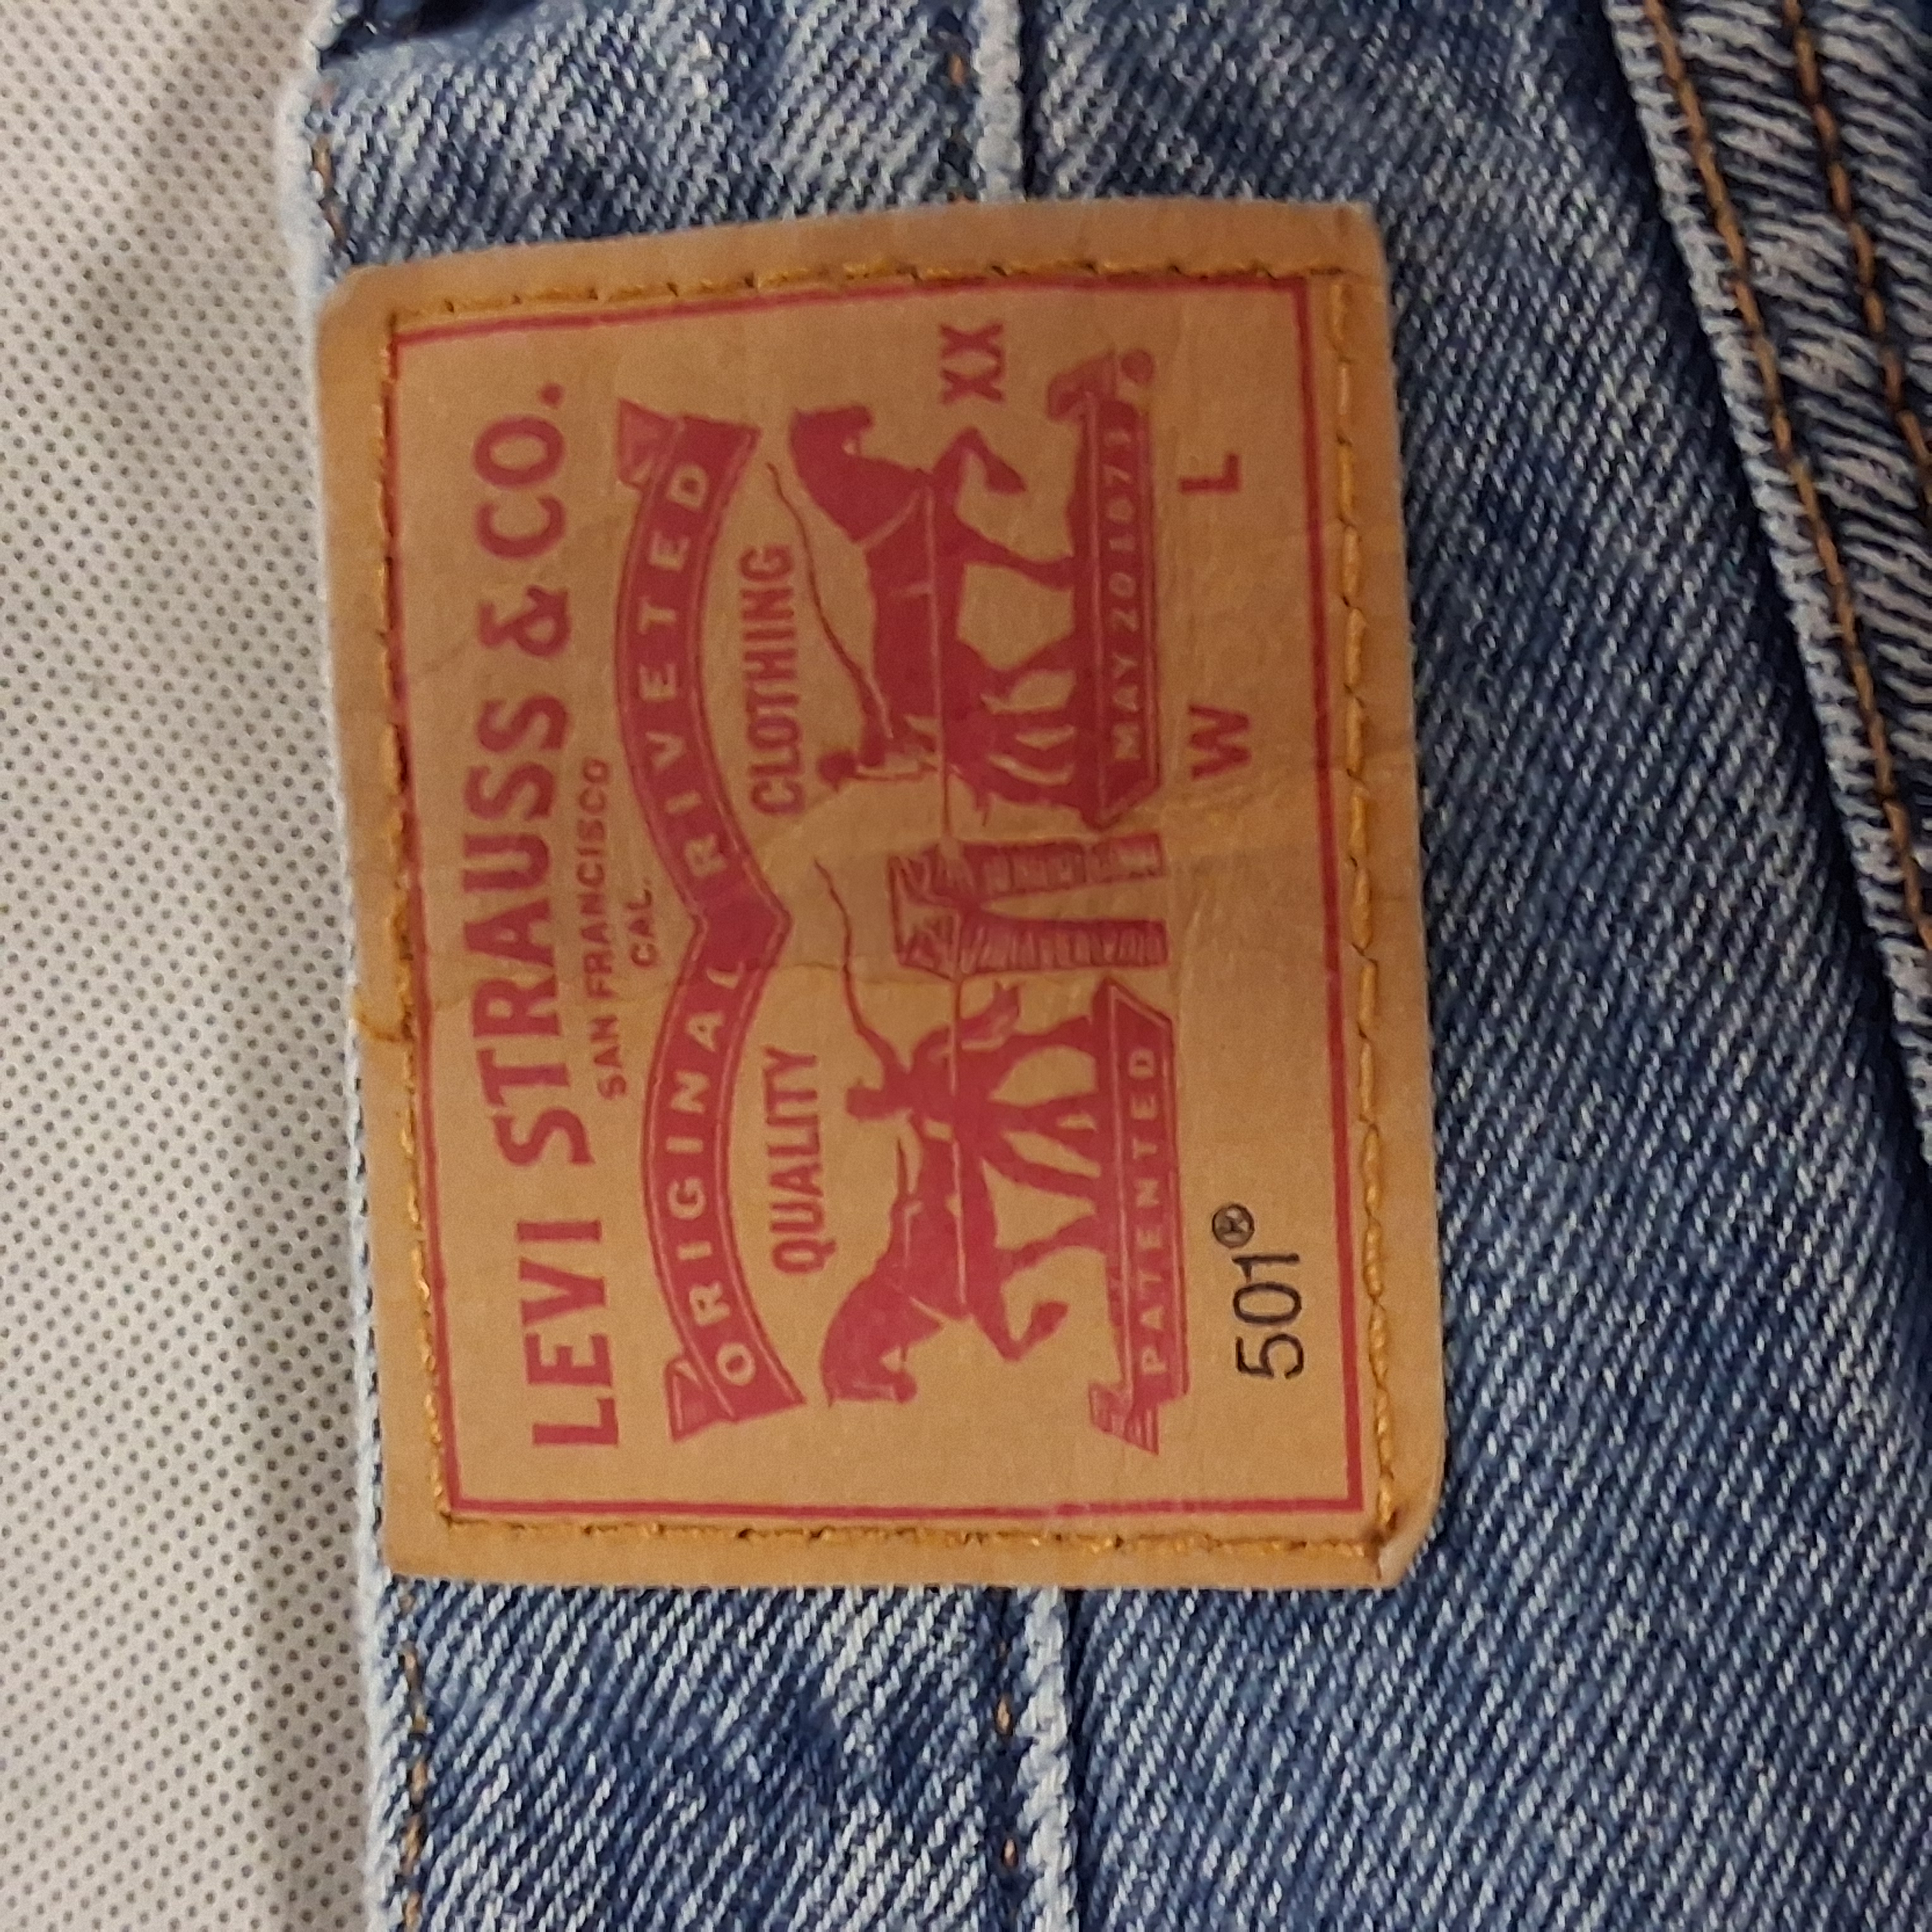 LEVI STRAUSS & CO.
SAN FRANCISCO
CAL.
ORIGINAL RIVETED
QUALITY CLOTHING
XX
PATENTED MAY 20 1873
501® W L